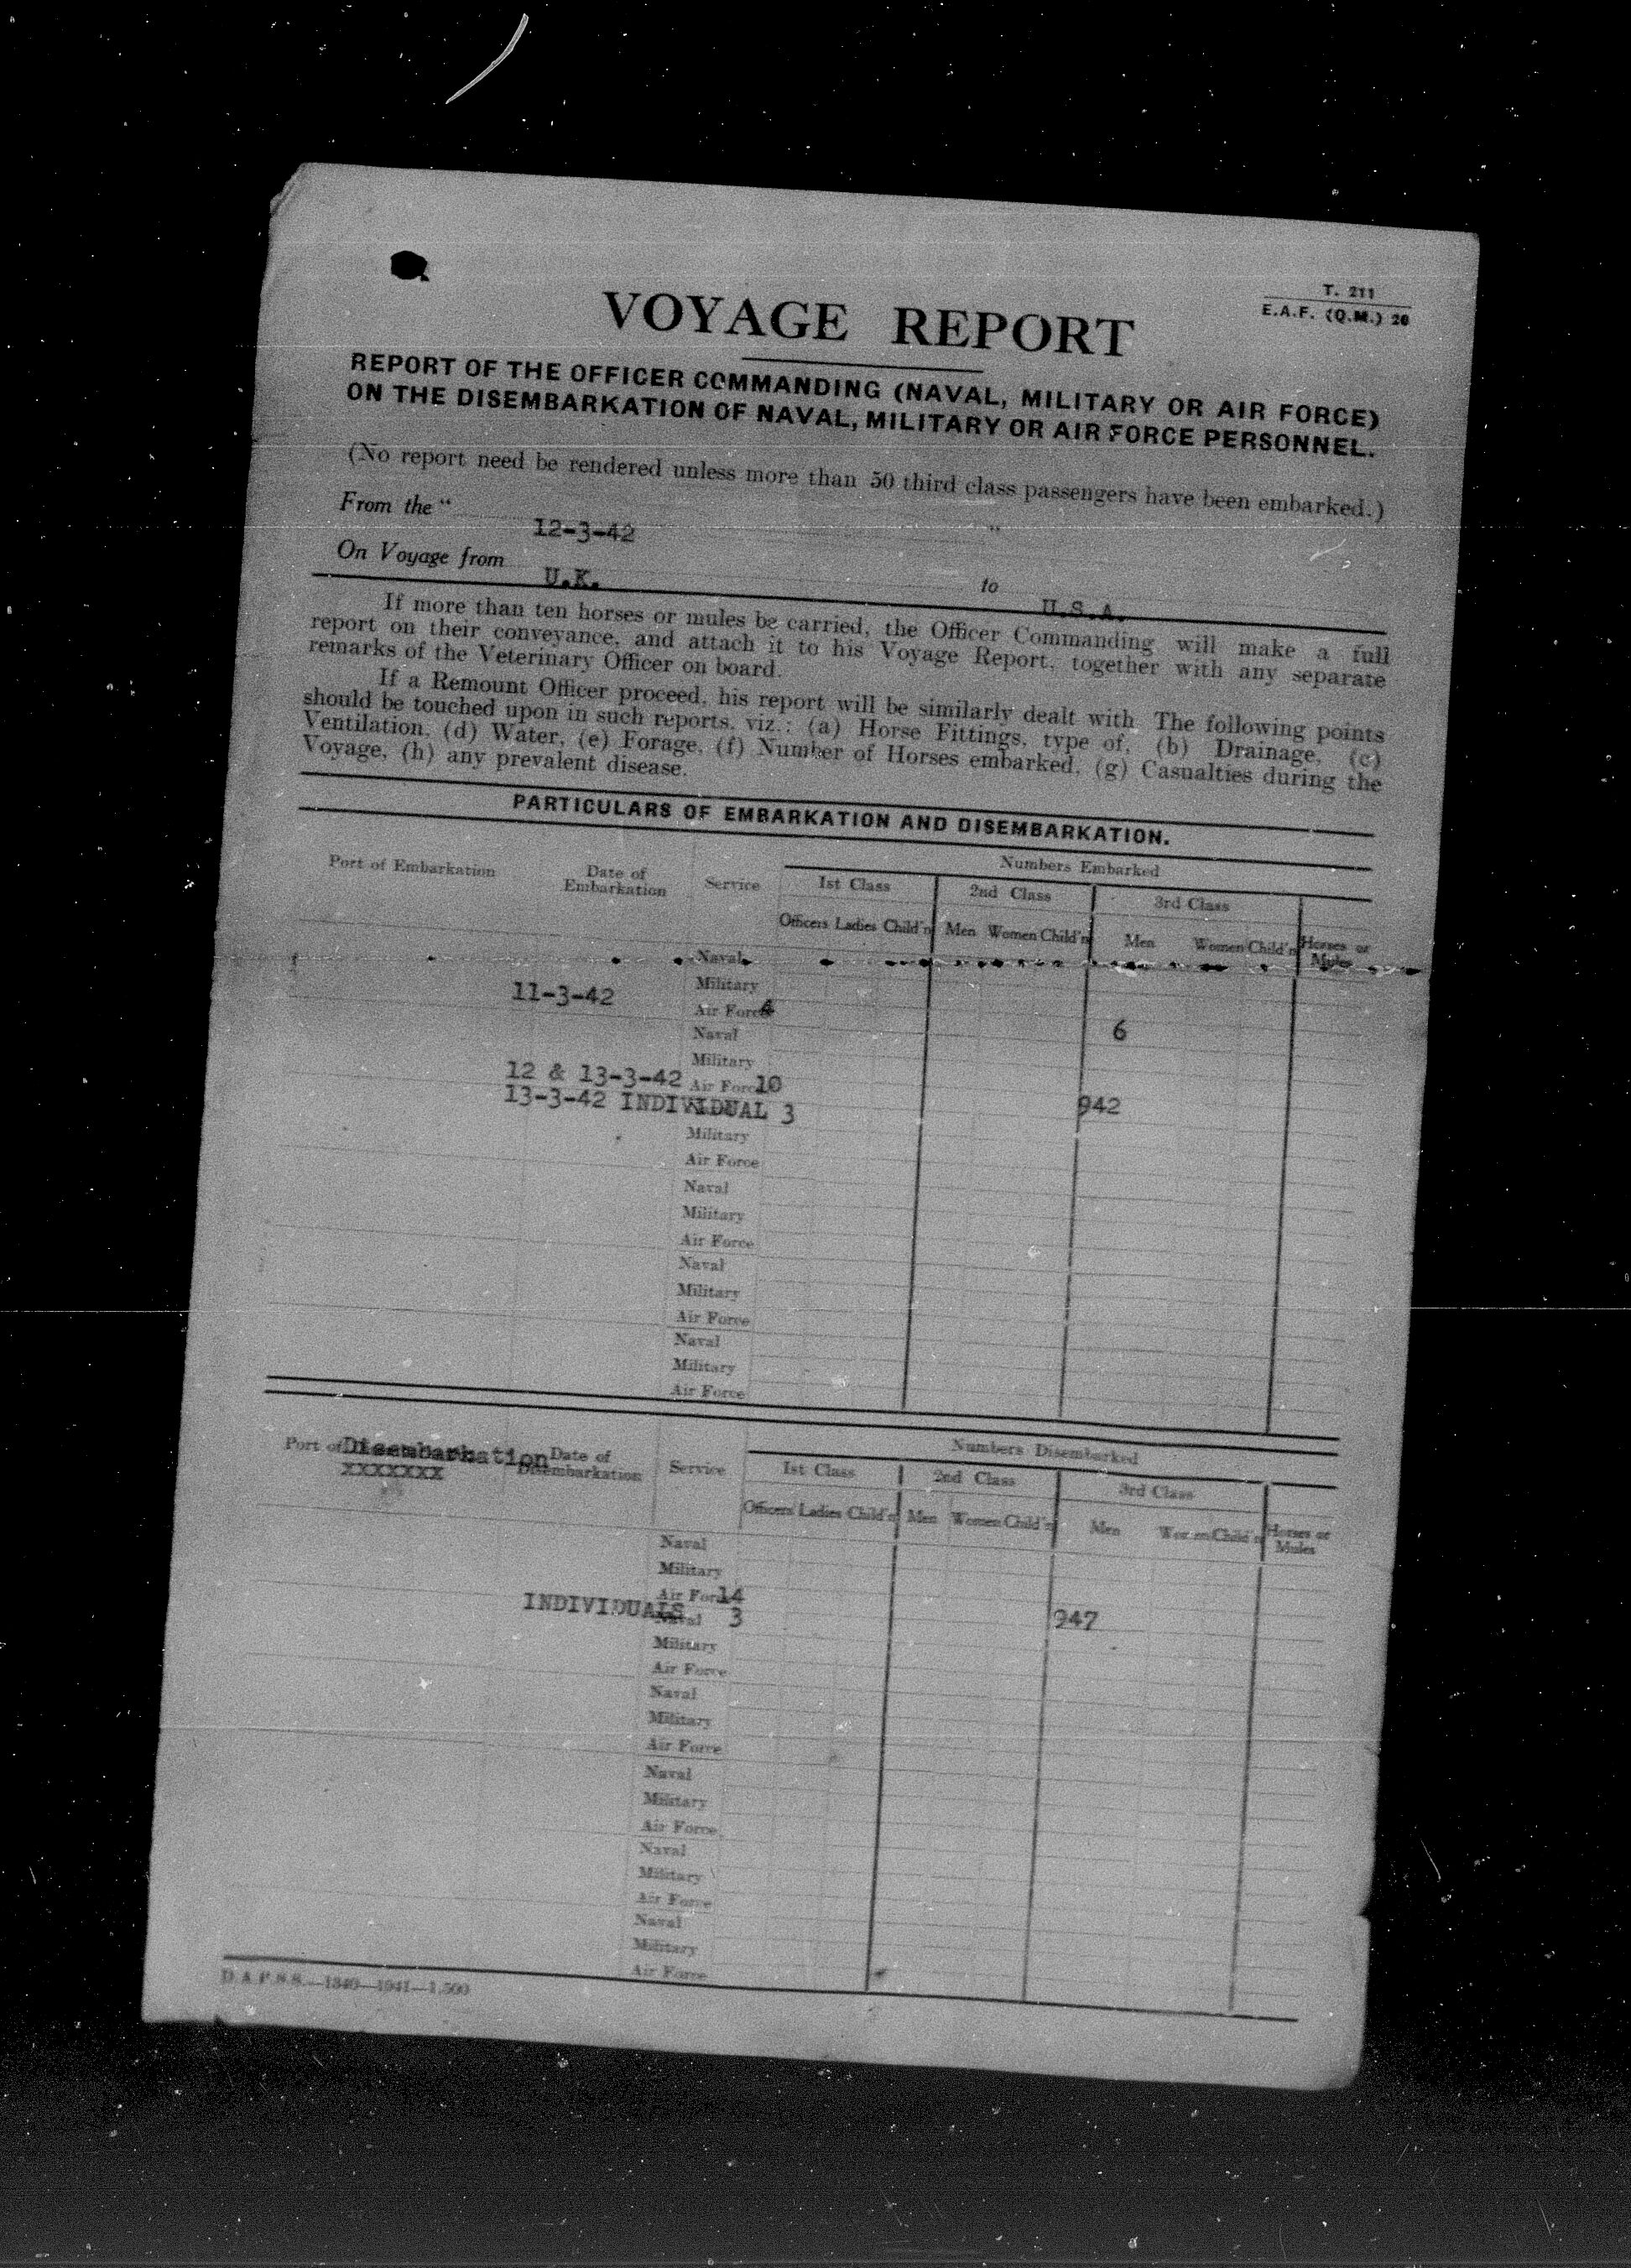 T. 211
E.A.F. (Q.M.) 20
VOYAGE REPORT
REPORT OF THE OFFICER COMMANDING (NAVAL, MILITARY OR AIR FORCE)
ON THE DISEMBARKATION OF NAVAL, MILITARY OR AIR FORCE PERSONNEL.
(No report need be rendered unless more than 50 third class passengers have been embarked.)
From the " 12-3-42 "
On Voyage from U.K. to U.S.A.
If more than ten horses or mules be carried, the Officer Commanding will make a full
report on their conveyance, and attach it to his Voyage Report, together with any separate
remarks of the Veterinary Officer on board.
If a Remount Officer proceed, his report will be similarly dealt with. The following points
should be touched upon in such reports, viz.: (a) Horse Fittings, type of, (b) Drainage, (c)
Ventilation, (d) Water, (e) Forage, (f) Number of Horses embarked, (g) Casualties during the
Voyage, (h) any prevalent disease.
PARTICULARS OF EMBARKATION AND DISEMBARKATION.
Port of Embarkation Date of Embarkation Service Numbers Embarked
1st Class 2nd Class 3rd Class
Officers Ladies Child'n Men Women Child'n Men Women Child'n Horses or Mules
Naval
Military
11-3-42 Air Force 4 6
Naval
Military
12 & 13-3-42 Air Force 10 942
13-3-42 INDIVIDUAL 3
Military
Air Force
Naval
Military
Air Force
Naval
Military
Air Force
Naval
Military
Air Force
Port of Disembarkation Date of Disembarkation Service Numbers Disembarked
XXXXXXX
1st Class 2nd Class 3rd Class
Officers Ladies Child'n Men Women Child'n Men Women Child'n Horses or Mules
Naval
Military
Air Force 14 947
INDIVIDUALS Naval 3
Military
Air Force
Naval
Military
Air Force
Naval
Military
Air Force
Naval
Military
Air Force
Naval
Military
Air Force
D.A.P.S.S.—1340—1941—1,500